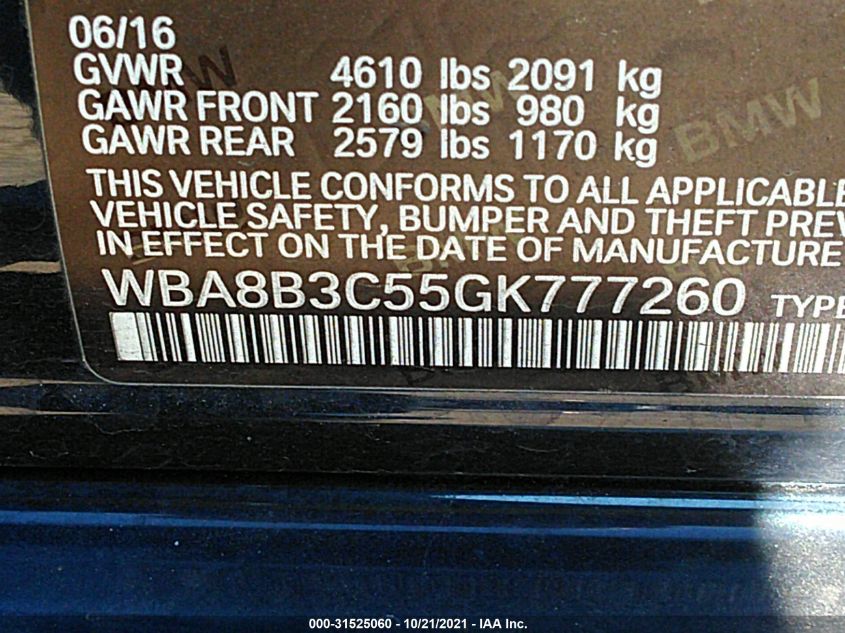 06/16
GVWR 4610 lbs 2091 kg
GAWR FRONT 2160 lbs 980 kg
GAWR REAR 2579 lbs 1170 kg
THIS VEHICLE CONFORMS TO ALL APPLICABLE
VEHICLE SAFETY, BUMPER AND THEFT PREV
IN EFFECT ON THE DATE OF MANUFACTURE
WBA8B3C55GK777260 TYPE
BMW
000-31525060 - 10/21/2021 - IAA Inc.